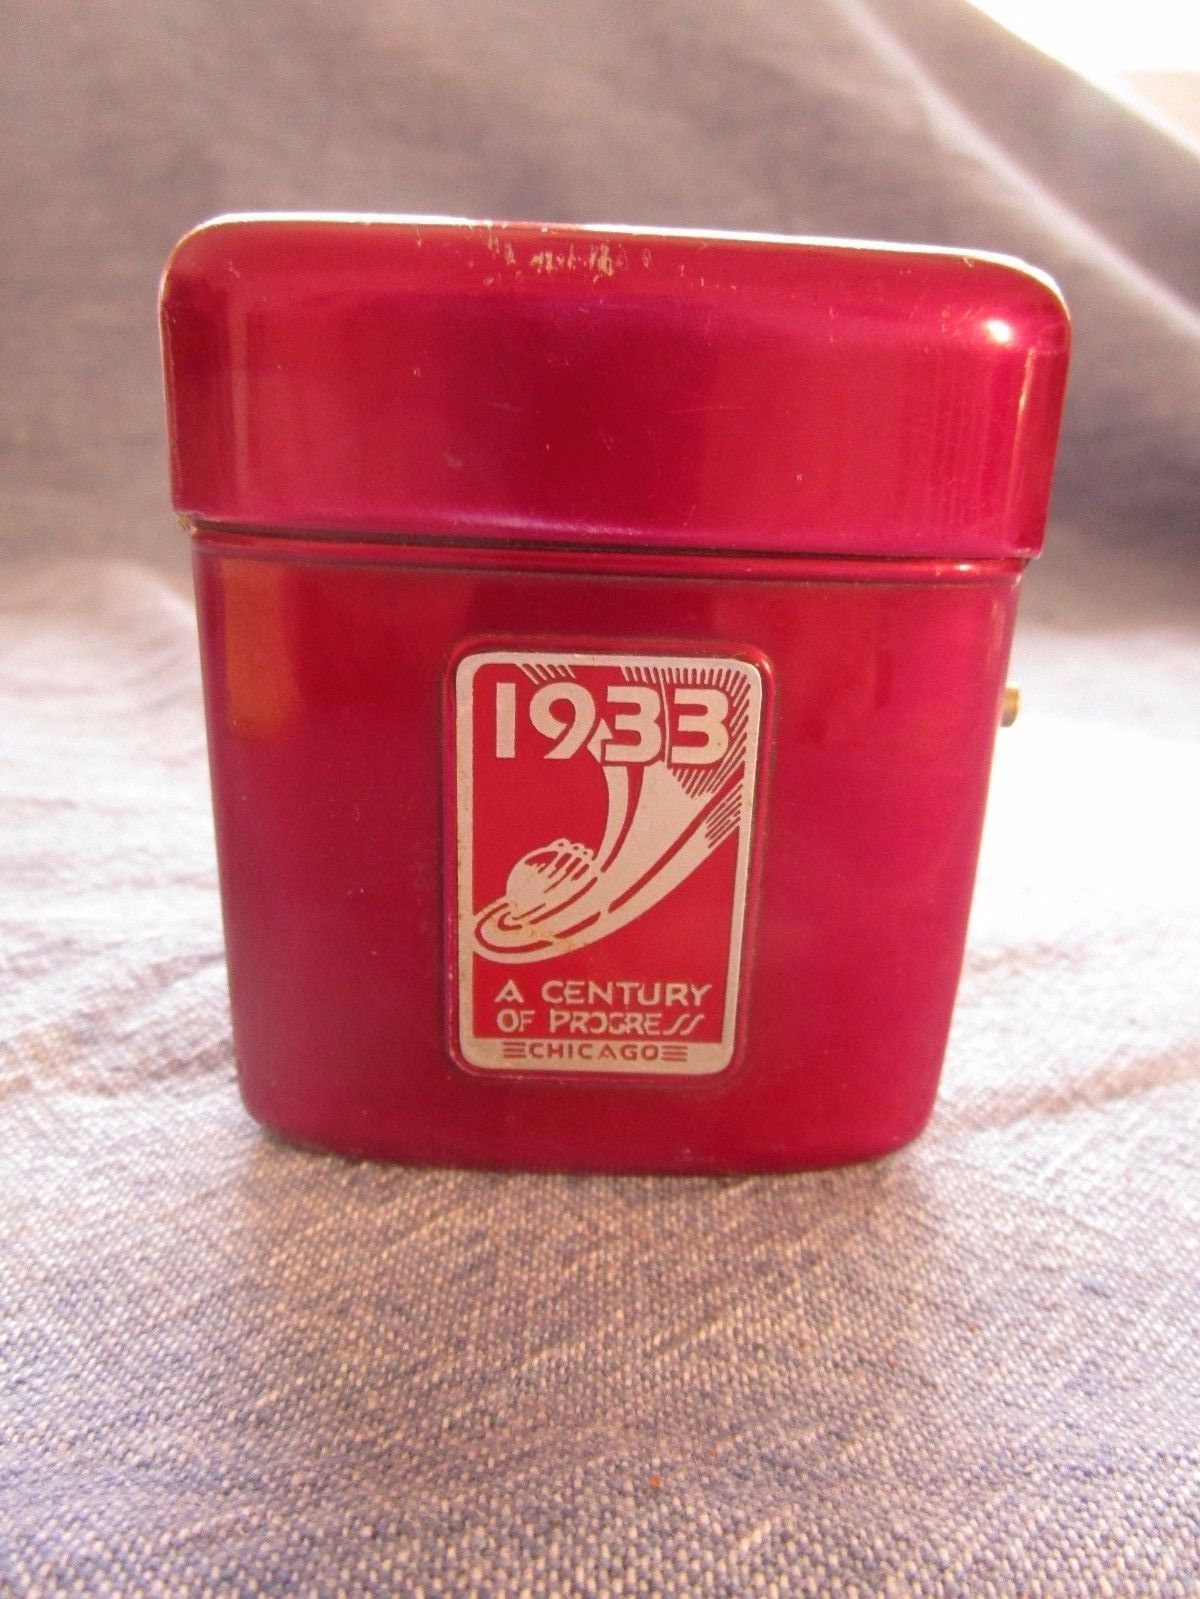 1933
A CENTURY
OF PROGRESS
CHICAGO